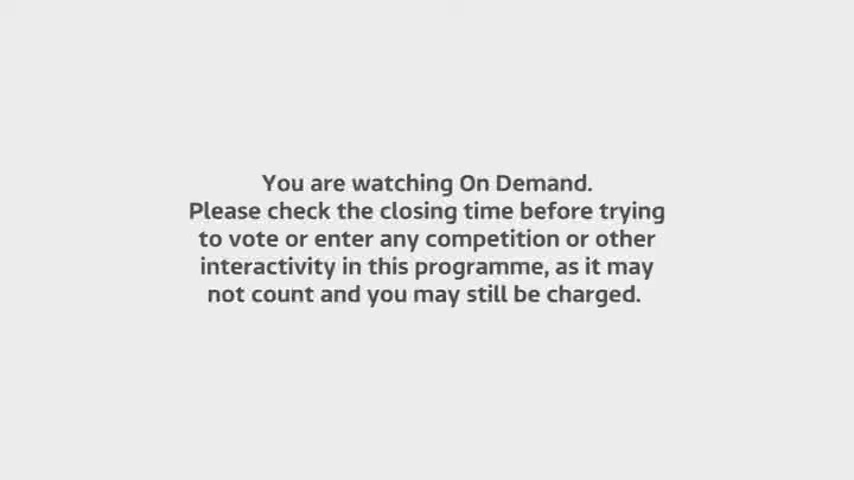 You are watching On Demand.
Please check the closing time before trying
to vote or enter any competition or other
interactivity in this programme, as it may
not count and you may still be charged.